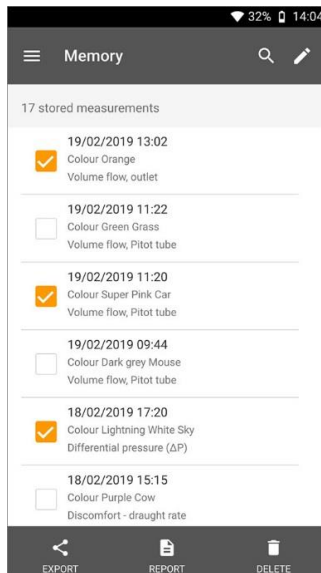 32% 14:04
Memory
17 stored measurements
19/02/2019 13:02
Colour Orange
Volume flow, outlet
19/02/2019 11:22
Colour Green Grass
Volume flow, Pitot tube
19/02/2019 11:20
Colour Super Pink Car
Volume flow, Pitot tube
19/02/2019 09:44
Colour Dark grey Mouse
Volume flow, Pitot tube
18/02/2019 17:20
Colour Lightning White Sky
Differential pressure (ΔP)
18/02/2019 15:15
Colour Purple Cow
Discomfort - draught rate
EXPORT REPORT DELETE